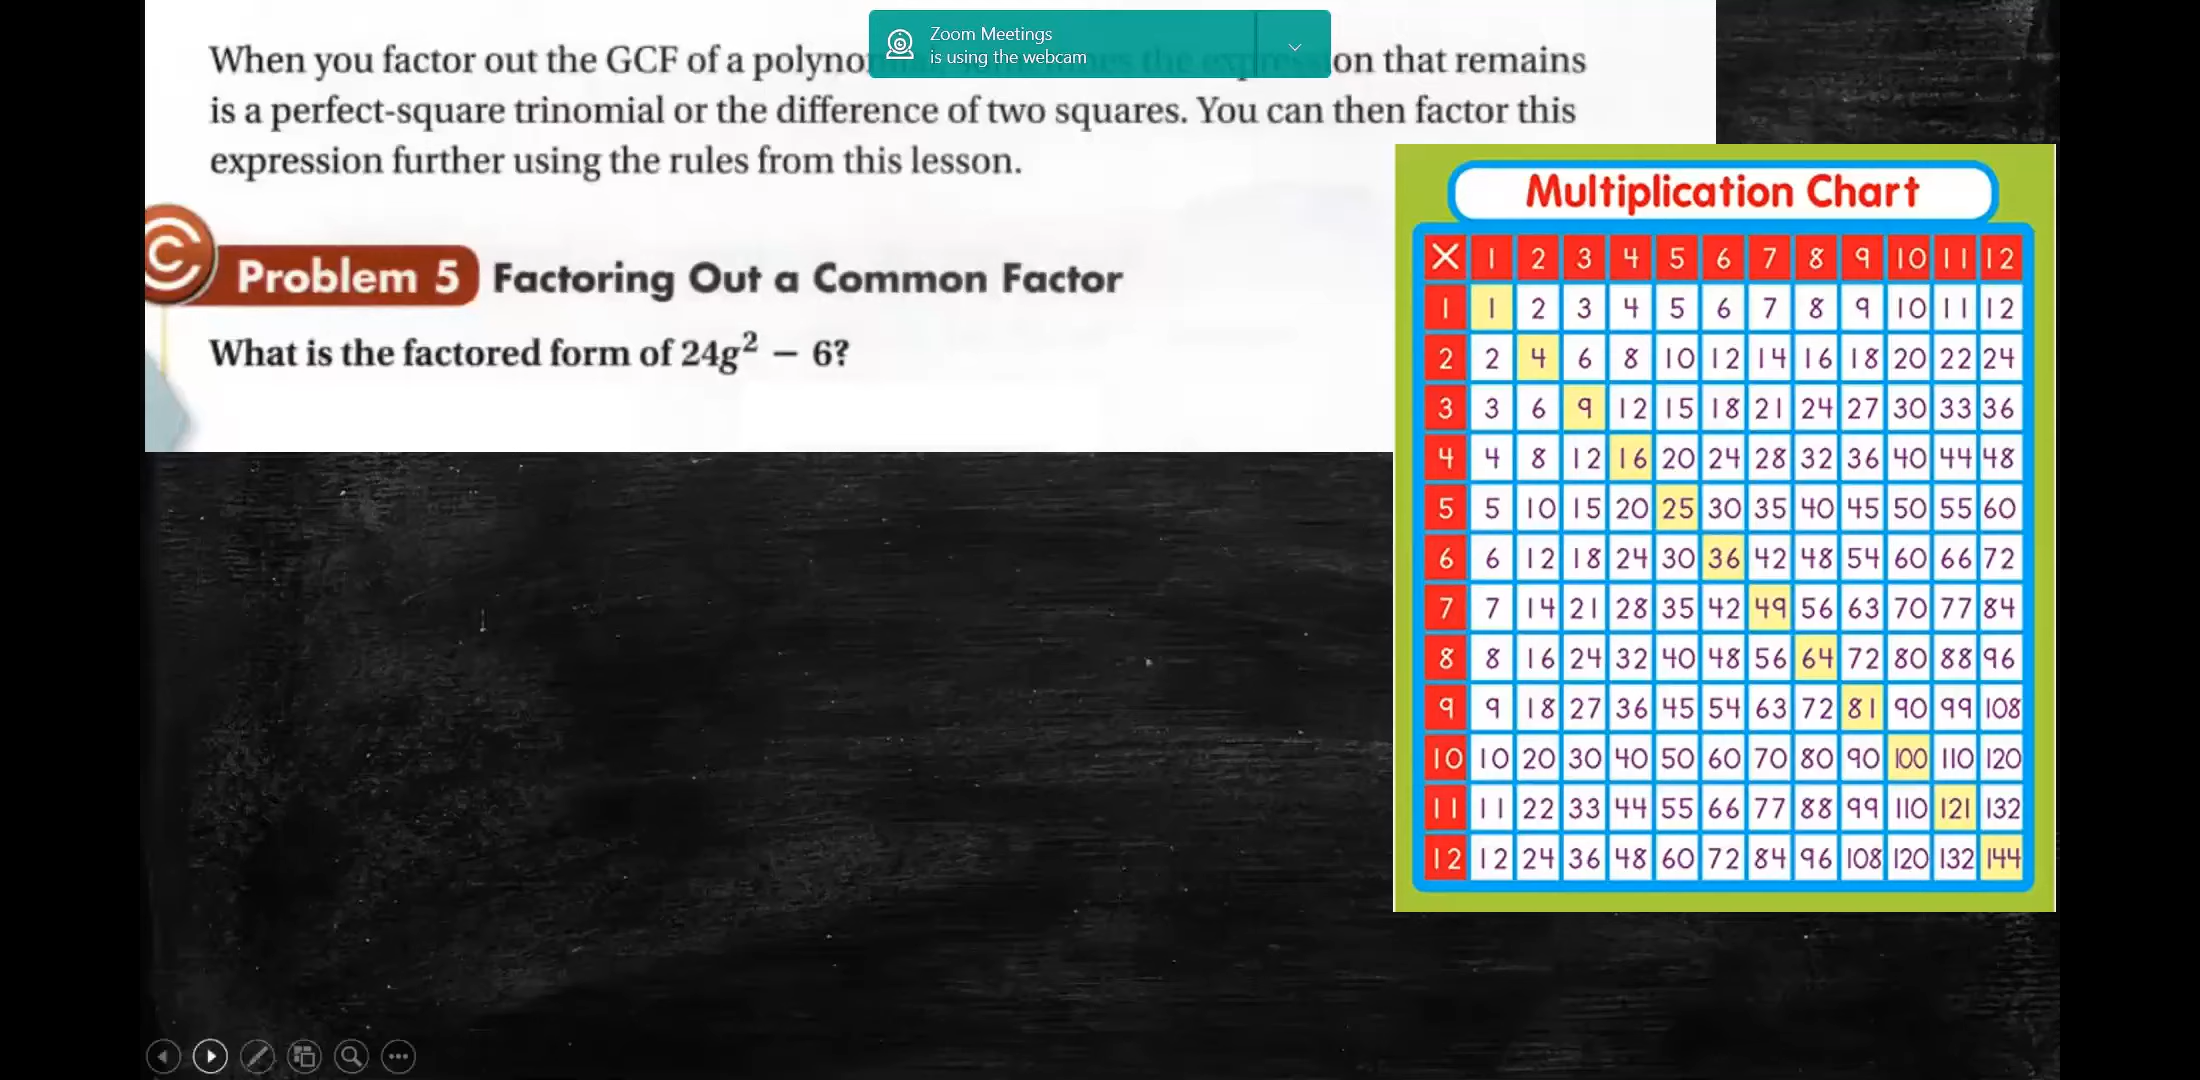 Zoom Meetings
is using the webcam
When you factor out the GCF of a polyno on that remains
is a perfect-square trinomial or the difference of two squares. You can then factor this
expression further using the rules from this lesson.
Problem 5 Factoring Out a Common Factor
What is the factored form of 24g² − 6?
Multiplication Chart
× 1 2 3 4 5 6 7 8 9 10 11 12
1 1 2 3 4 5 6 7 8 9 10 11 12
2 2 4 6 8 10 12 14 16 18 20 22 24
3 3 6 9 12 15 18 21 24 27 30 33 36
4 4 8 12 16 20 24 28 32 36 40 44 48
5 5 10 15 20 25 30 35 40 45 50 55 60
6 6 12 18 24 30 36 42 48 54 60 66 72
7 7 14 21 28 35 42 49 56 63 70 77 84
8 8 16 24 32 40 48 56 64 72 80 88 96
9 9 18 27 36 45 54 63 72 81 90 99 108
10 10 20 30 40 50 60 70 80 90 100 110 120
11 11 22 33 44 55 66 77 88 99 110 121 132
12 12 24 36 48 60 72 84 96 108 120 132 144